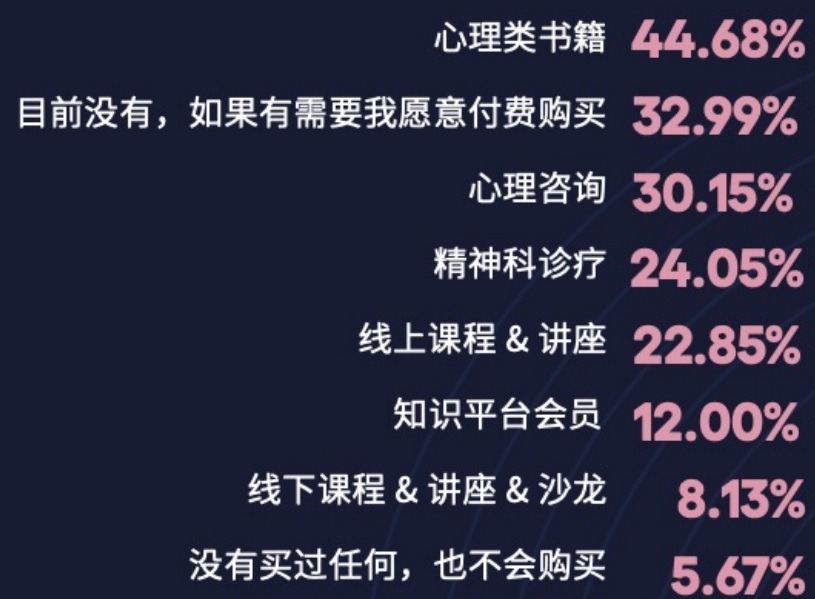 心理类书籍 44.68%
目前没有，如果有需要我愿意付费购买 32.99%
心理咨询 30.15%
精神科诊疗 24.05%
线上课程 & 讲座 22.85%
知识平台会员 12.00%
线下课程 & 讲座 & 沙龙 8.13%
没有买过任何，也不会购买 5.67%